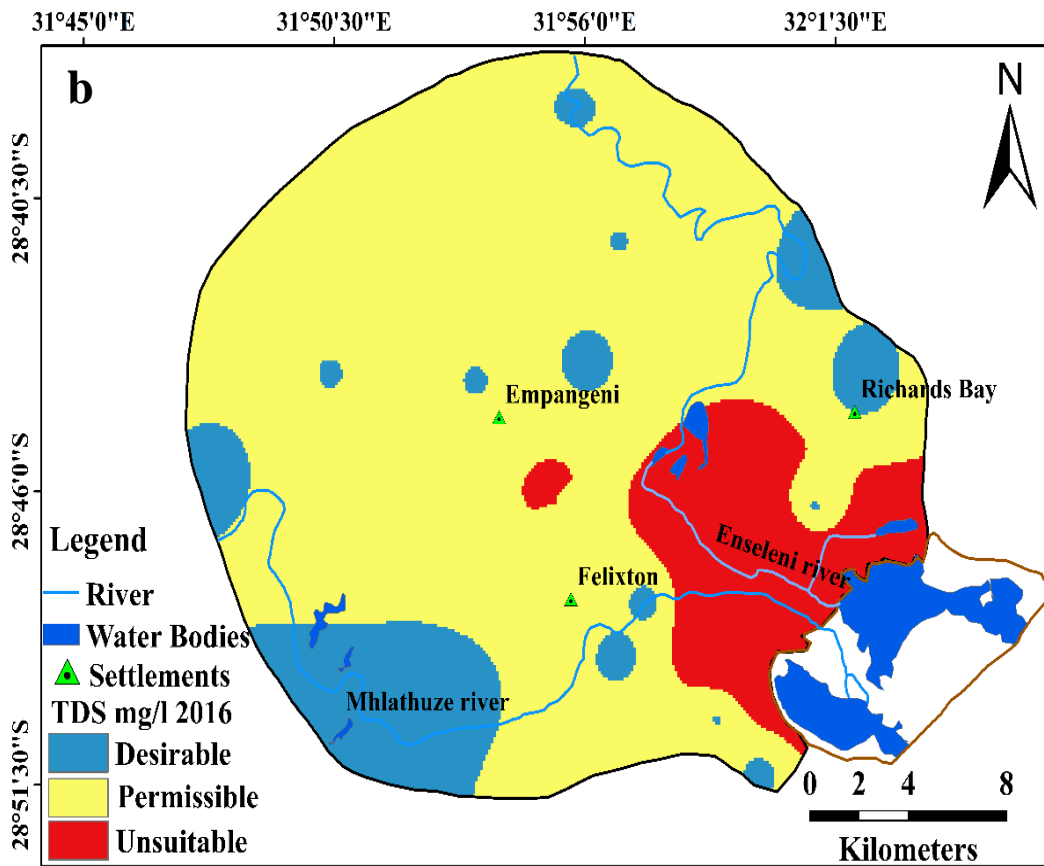 31°45'0"E 31°50'30"E 31°56'0"E 32°1'30"E
b
N
28°40'30"S
28°46'0"S
28°51'30"S
Empangeni
Richards Bay
Enseleni river
Felixton
Mhlathuze river
Legend
River
Water Bodies
Settlements
TDS mg/l 2016
Desirable
Permissible
Unsuitable
0 2 4 8
Kilometers